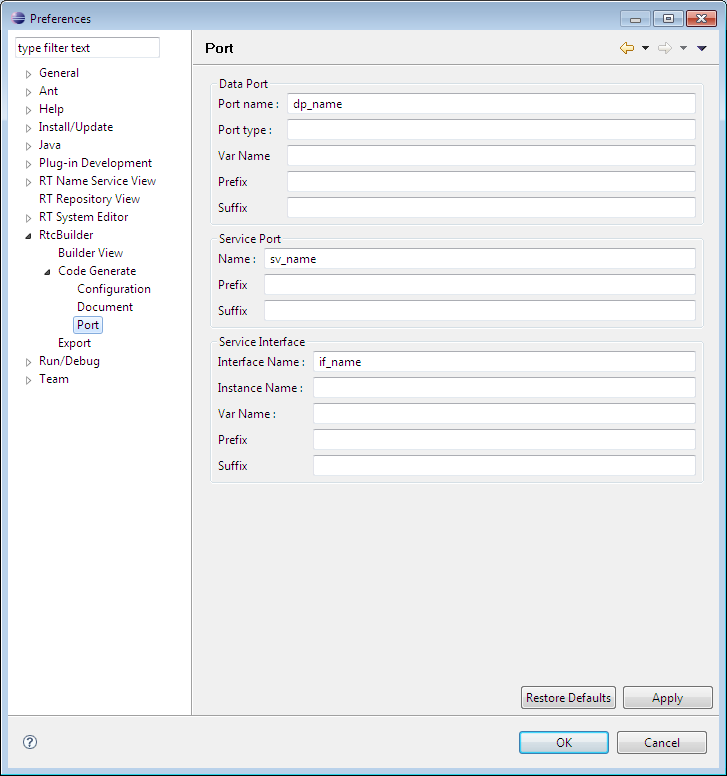 Preferences
type filter text
General
Ant
Help
Install/Update
Java
Plug-in Development
RT Name Service View
RT Repository View
RT System Editor
RtcBuilder
Builder View
Code Generate
Configuration
Document
Port
Export
Run/Debug
Team
Port
Data Port
Port name : dp_name
Port type :
Var Name
Prefix
Suffix
Service Port
Name : sv_name
Prefix
Suffix
Service Interface
Interface Name : if_name
Instance Name :
Var Name :
Prefix
Suffix
Restore Defaults Apply
? OK Cancel